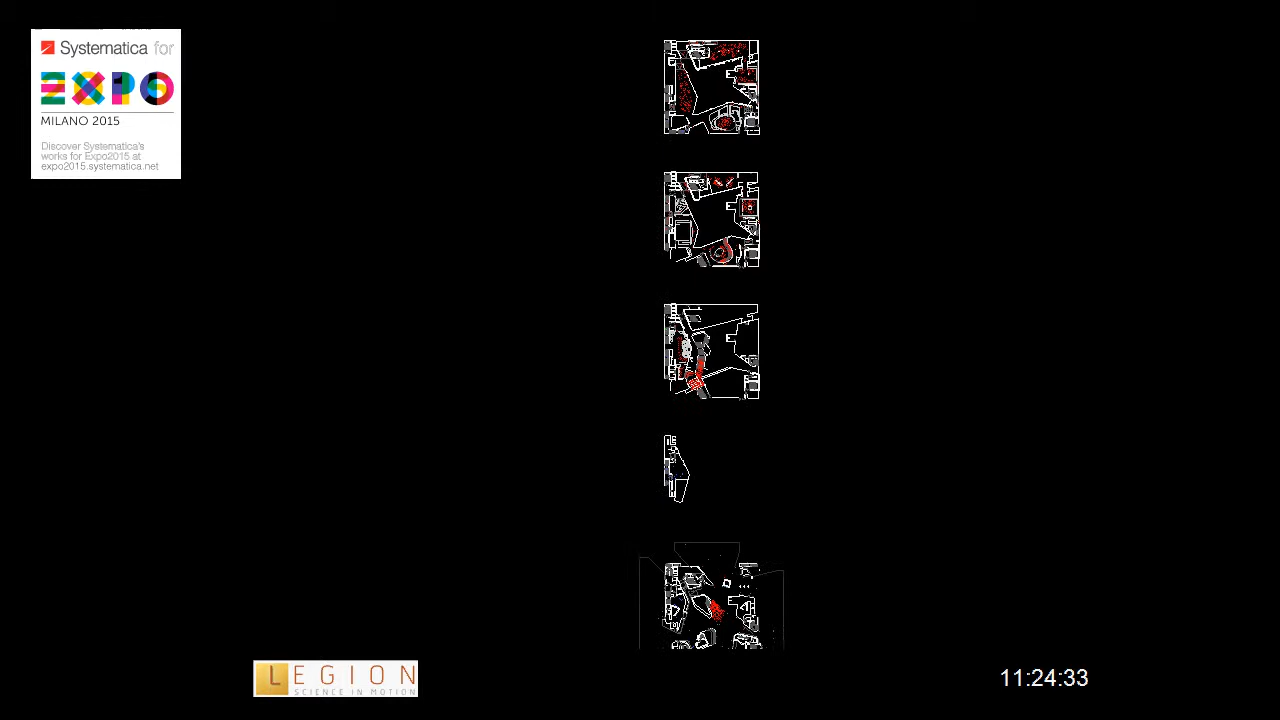 Systematica for
EXPO
MILANO 2015
Discover Systematica's
works for Expo2015 at
expo2015.systematica.net
LEGION
SCIENCE IN MOTION
11:24:33